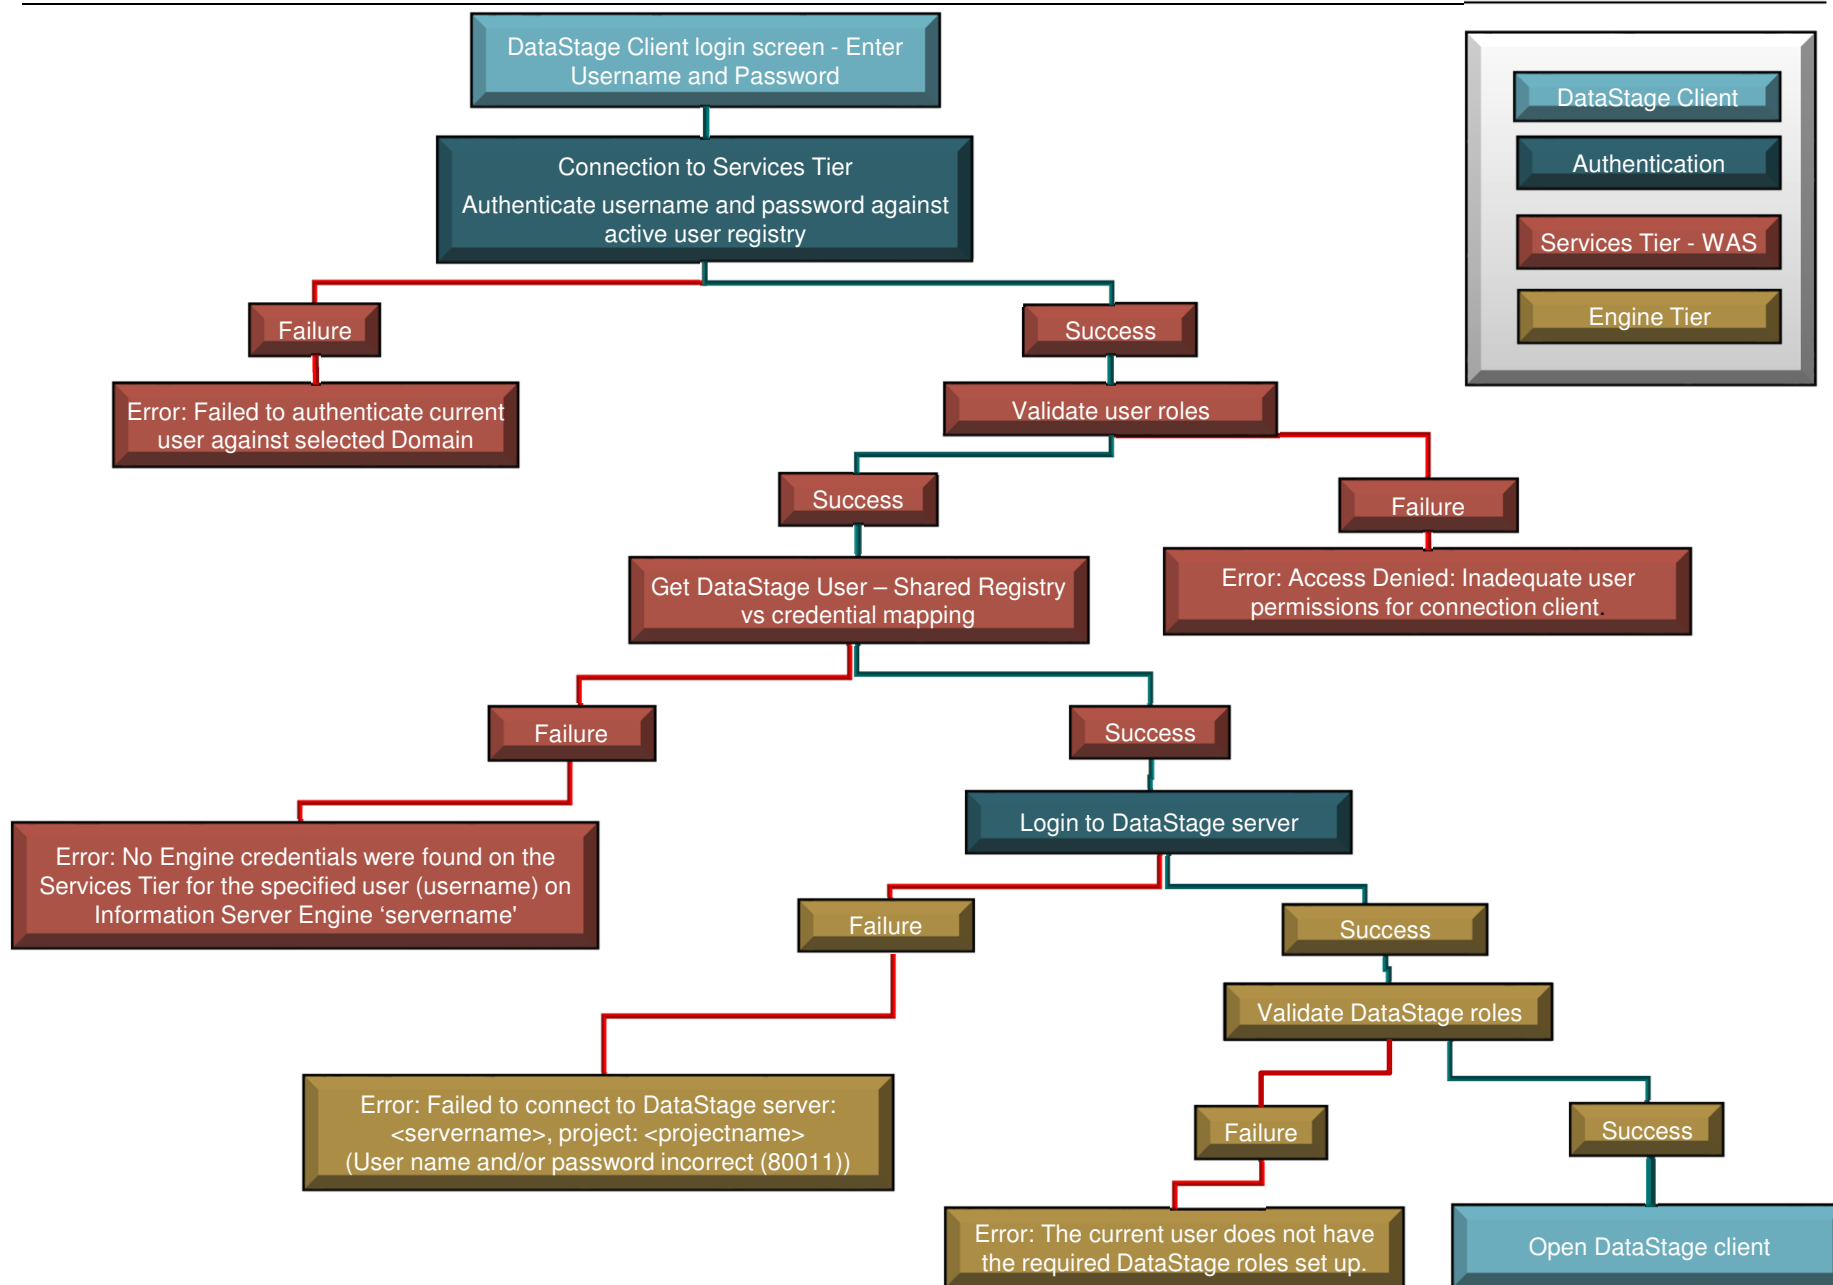 DataStage Client login screen - Enter
Username and Password
DataStage Client
Authentication
Services Tier - WAS
Engine Tier
Connection to Services Tier
Authenticate username and password against
active user registry
Failure
Success
Error: Failed to authenticate current
user against selected Domain
Validate user roles
Success
Failure
Get DataStage User – Shared Registry
vs credential mapping
Error: Access Denied: Inadequate user
permissions for connection client.
Failure
Success
Login to DataStage server
Error: No Engine credentials were found on the
Services Tier for the specified user (username) on
Information Server Engine ‘servername'
Failure
Success
Validate DataStage roles
Error: Failed to connect to DataStage server:
<servername>, project: <projectname>
(User name and/or password incorrect (80011))
Failure
Success
Error: The current user does not have
the required DataStage roles set up.
Open DataStage client